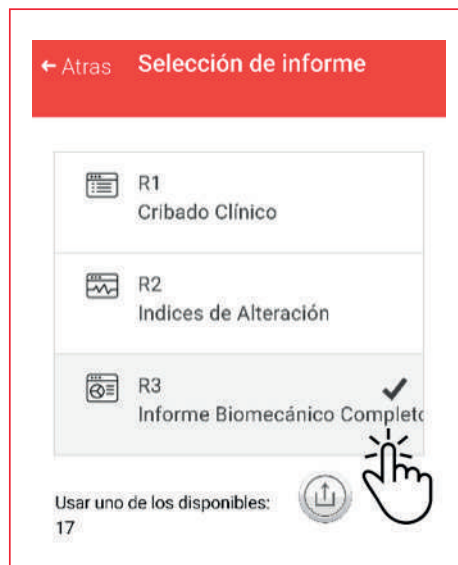 ← Atras Selección de informe
R1
Cribado Clínico
R2
Indices de Alteración
R3
Informe Biomecánico Completo
Usar uno de los disponibles:
17